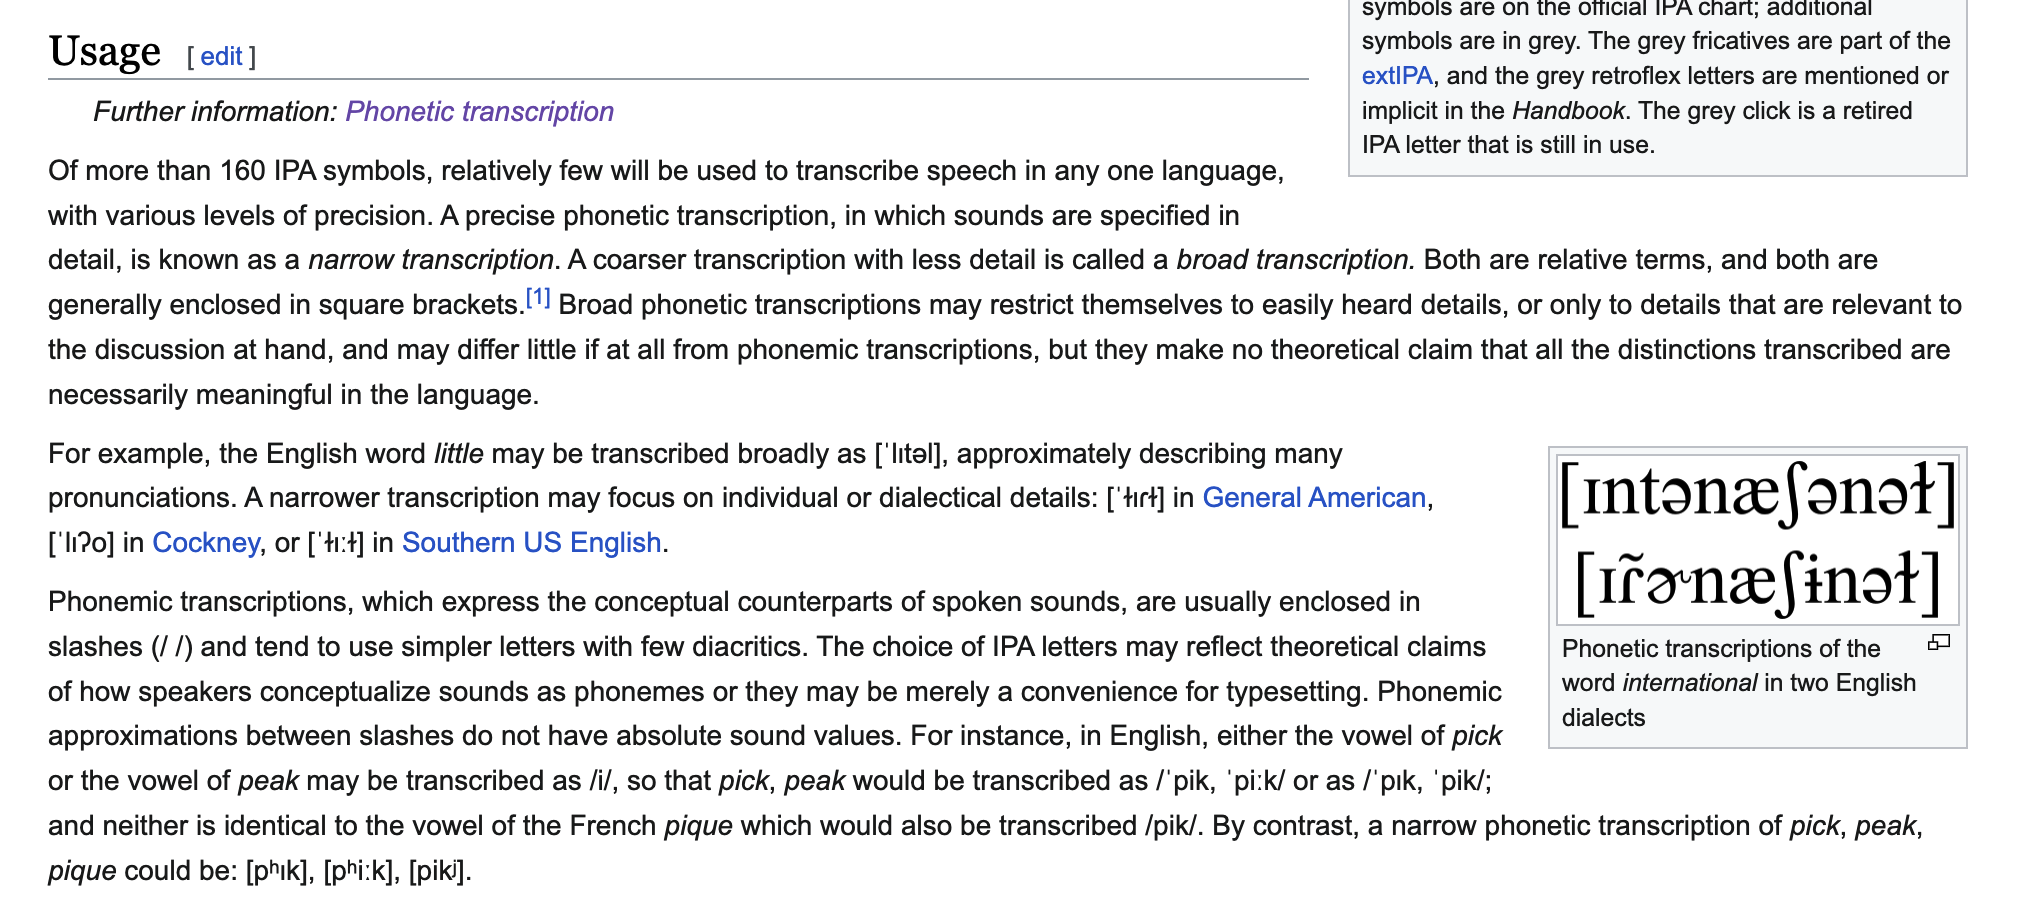 symbols are on the official IPA chart; additional
symbols are in grey. The grey fricatives are part of the
extIPA, and the grey retroflex letters are mentioned or
implicit in the Handbook. The grey click is a retired
IPA letter that is still in use.
Usage [ edit ]
Further information: Phonetic transcription
Of more than 160 IPA symbols, relatively few will be used to transcribe speech in any one language,
with various levels of precision. A precise phonetic transcription, in which sounds are specified in
detail, is known as a narrow transcription. A coarser transcription with less detail is called a broad transcription. Both are relative terms, and both are
generally enclosed in square brackets.[1] Broad phonetic transcriptions may restrict themselves to easily heard details, or only to details that are relevant to
the discussion at hand, and may differ little if at all from phonemic transcriptions, but they make no theoretical claim that all the distinctions transcribed are
necessarily meaningful in the language.
For example, the English word little may be transcribed broadly as [ˈlɪtəl], approximately describing many
pronunciations. A narrower transcription may focus on individual or dialectical details: [ˈɫɪɾɫ] in General American,
[ˈlɪʔo] in Cockney, or [ˈɫɪːɫ] in Southern US English.
Phonemic transcriptions, which express the conceptual counterparts of spoken sounds, are usually enclosed in
slashes (/ /) and tend to use simpler letters with few diacritics. The choice of IPA letters may reflect theoretical claims
of how speakers conceptualize sounds as phonemes or they may be merely a convenience for typesetting. Phonemic
approximations between slashes do not have absolute sound values. For instance, in English, either the vowel of pick
or the vowel of peak may be transcribed as /i/, so that pick, peak would be transcribed as /ˈpik, ˈpiːk/ or as /ˈpɪk, ˈpik/;
and neither is identical to the vowel of the French pique which would also be transcribed /pik/. By contrast, a narrow phonetic transcription of pick, peak,
pique could be: [pʰɪk], [pʰiːk], [pikʲ].
[ɪntənæʃənəɫ]
[ɪɾ̃ɚnæʃɨnəɫ]
Phonetic transcriptions of the
word international in two English
dialects